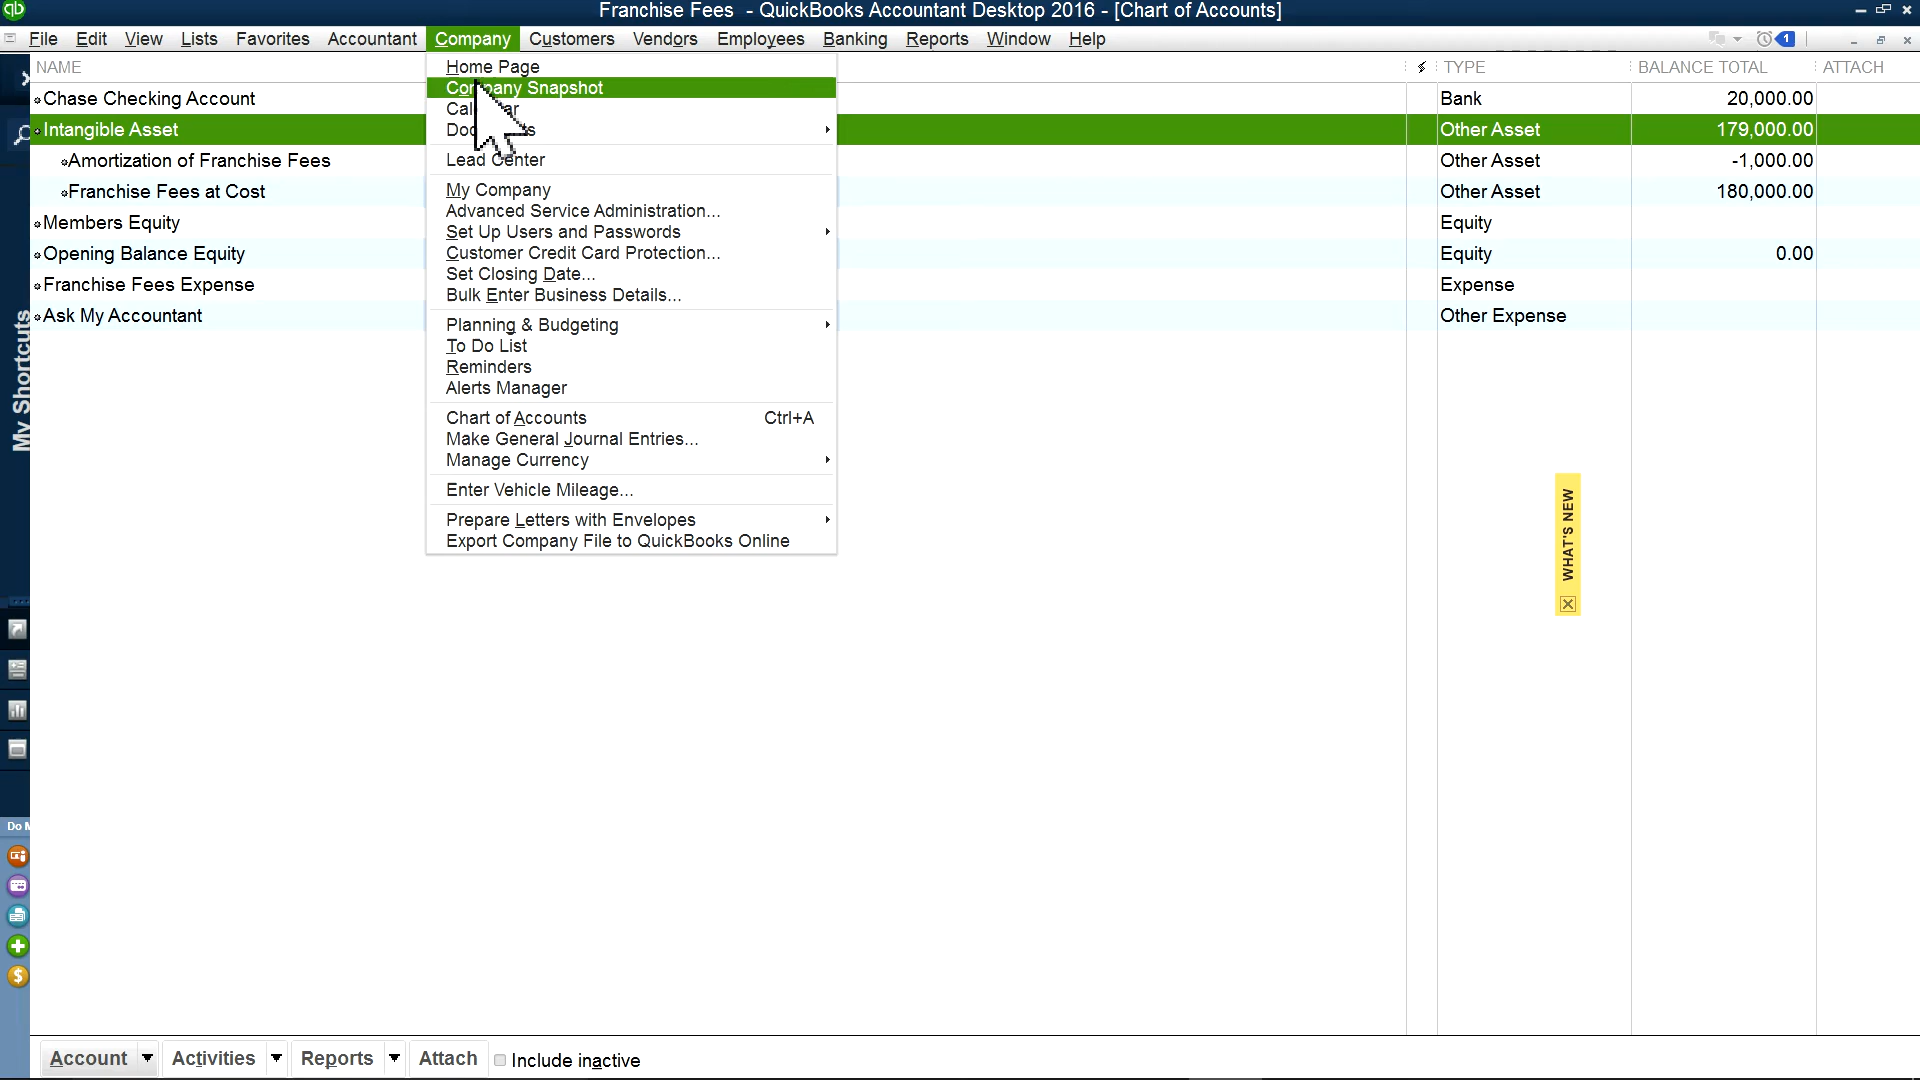 Franchise Fees - QuickBooks Accountant Desktop 2016 - [Chart of Accounts]
File Edit View Lists Favorites Accountant Company Customers Vendors Employees Banking Reports Window Help
1
NAME TYPE BALANCE TOTAL ATTACH
Chase Checking Account Bank 20,000.00
Intangible Asset Other Asset 179,000.00
Amortization of Franchise Fees Other Asset -1,000.00
Franchise Fees at Cost Other Asset 180,000.00
Members Equity Equity
Opening Balance Equity Equity 0.00
Franchise Fees Expense Expense
Ask My Accountant Other Expense
Home Page
Company Snapshot
Lead Center
My Company
Advanced Service Administration...
Set Up Users and Passwords
Customer Credit Card Protection...
Set Closing Date...
Bulk Enter Business Details...
Planning & Budgeting
To Do List
Reminders
Alerts Manager
Chart of Accounts Ctrl+A
Make General Journal Entries...
Manage Currency
Enter Vehicle Mileage...
Prepare Letters with Envelopes
Export Company File to QuickBooks Online
My Shortcuts
WHAT'S NEW
Do
Account Activities Reports Attach Include inactive